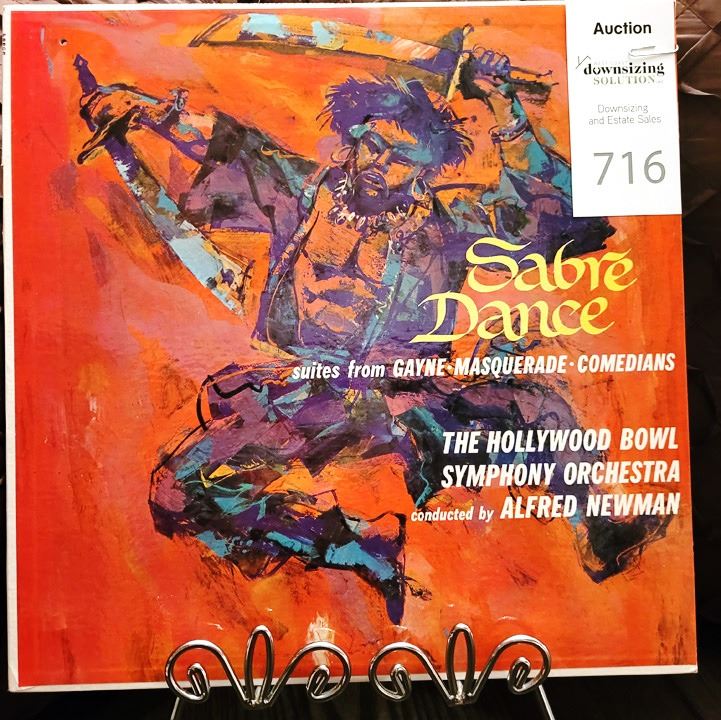 Auction
downsizing
SOLUTIONS
Downsizing
and Estate Sales
716
Sabre
Dance
suites from GAYNE·MASQUERADE·COMEDIANS
THE HOLLYWOOD BOWL
SYMPHONY ORCHESTRA
conducted by ALFRED NEWMAN